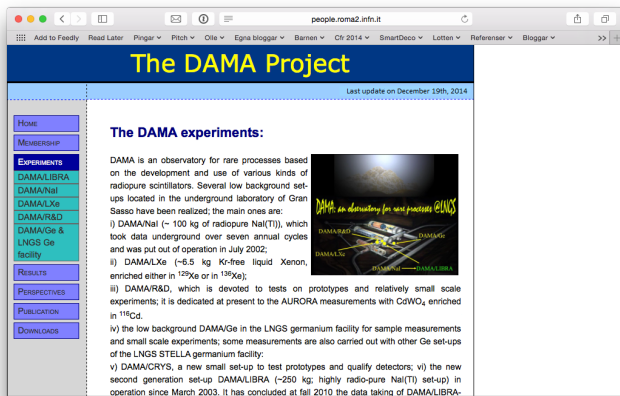 people.roma2.infn.it
Add to Feedly Read Later Pingar Pitch Olle Egna bloggar Barnen Cfr 2014 SmartDeco Lotten Referenser Bloggar >> +
The DAMA Project
Last update on December 19th, 2014
HOME
MEMBERSHIP
EXPERIMENTS
DAMA/LIBRA
DAMA/NaI
DAMA/LXe
DAMA/R&D
DAMA/Ge &
LNGS Ge
facility
RESULTS
PERSPECTIVES
PUBLICATION
DOWNLOADS
The DAMA experiments:
DAMA is an observatory for rare processes based
on the development and use of various kinds of
radiopure scintillators. Several low background set-
ups located in the underground laboratory of Gran
Sasso have been realized; the main ones are:
i) DAMA/NaI (~ 100 kg of radiopure NaI(Tl)), which
took data underground over seven annual cycles
and was put out of operation in July 2002;
ii) DAMA/LXe (~6.5 kg Kr-free liquid Xenon,
enriched either in ¹²⁹Xe or in ¹³⁶Xe);
iii) DAMA/R&D, which is devoted to tests on prototypes and relatively small scale
experiments; it is dedicated at present to the AURORA measurements with CdWO₄ enriched
in ¹¹⁶Cd.
iv) the low background DAMA/Ge in the LNGS germanium facility for sample measurements
and small scale experiments; some measurements are also carried out with other Ge set-ups
of the LNGS STELLA germanium facility:
v) DAMA/CRYS, a new small set-up to test prototypes and qualify detectors; vi) the new
second generation set-up DAMA/LIBRA (~250 kg; highly radio-pure NaI(Tl) set-up) in
operation since March 2003. It has concluded at fall 2010 the data taking of DAMA/LIBRA-
DAMA: an observatory for rare processes @LNGS
DAMA/R&D
DAMA/Ge
DAMA/LXe
DAMA/NaI
DAMA/LIBRA